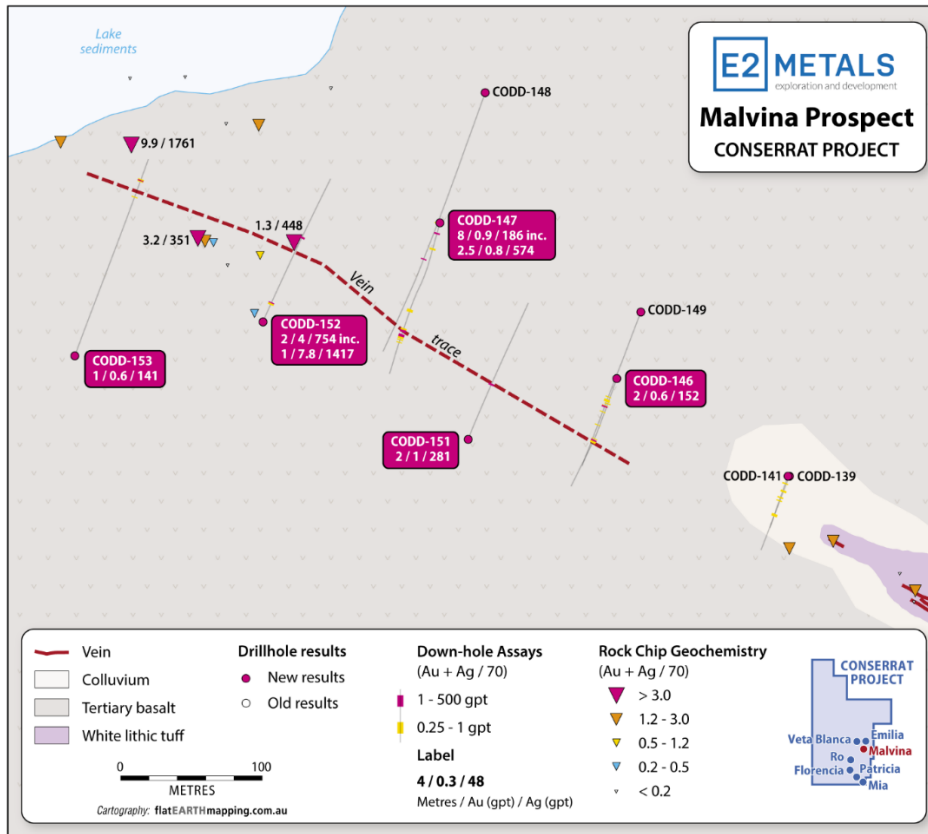 Lake
sediments
E2 METALS
exploration and development
Malvina Prospect
CONSERRAT PROJECT
CODD-148
9.9 / 1761
CODD-147
8 / 0.9 / 186 inc.
2.5 / 0.8 / 574
1.3 / 448
3.2 / 351
Vein
trace
CODD-149
CODD-152
2 / 4 / 754 inc.
1 / 7.8 / 1417
CODD-153
1 / 0.6 / 141
CODD-146
2 / 0.6 / 152
CODD-151
2 / 1 / 281
CODD-141
CODD-139
Vein
Colluvium
Tertiary basalt
White lithic tuff
0
100
METRES
Cartography: flatEARTHmapping.com.au
Drillhole results
New results
Old results
Down-hole Assays
(Au + Ag / 70)
1 - 500 gpt
0.25 - 1 gpt
Label
4 / 0.3 / 48
Metres / Au (gpt) / Ag (gpt)
Rock Chip Geochemistry
(Au + Ag / 70)
> 3.0
1.2 - 3.0
0.5 - 1.2
0.2 - 0.5
< 0.2
CONSERRAT
PROJECT
Veta Blanca
Emilia
Malvina
Ro
Florencia
Patricia
Mia